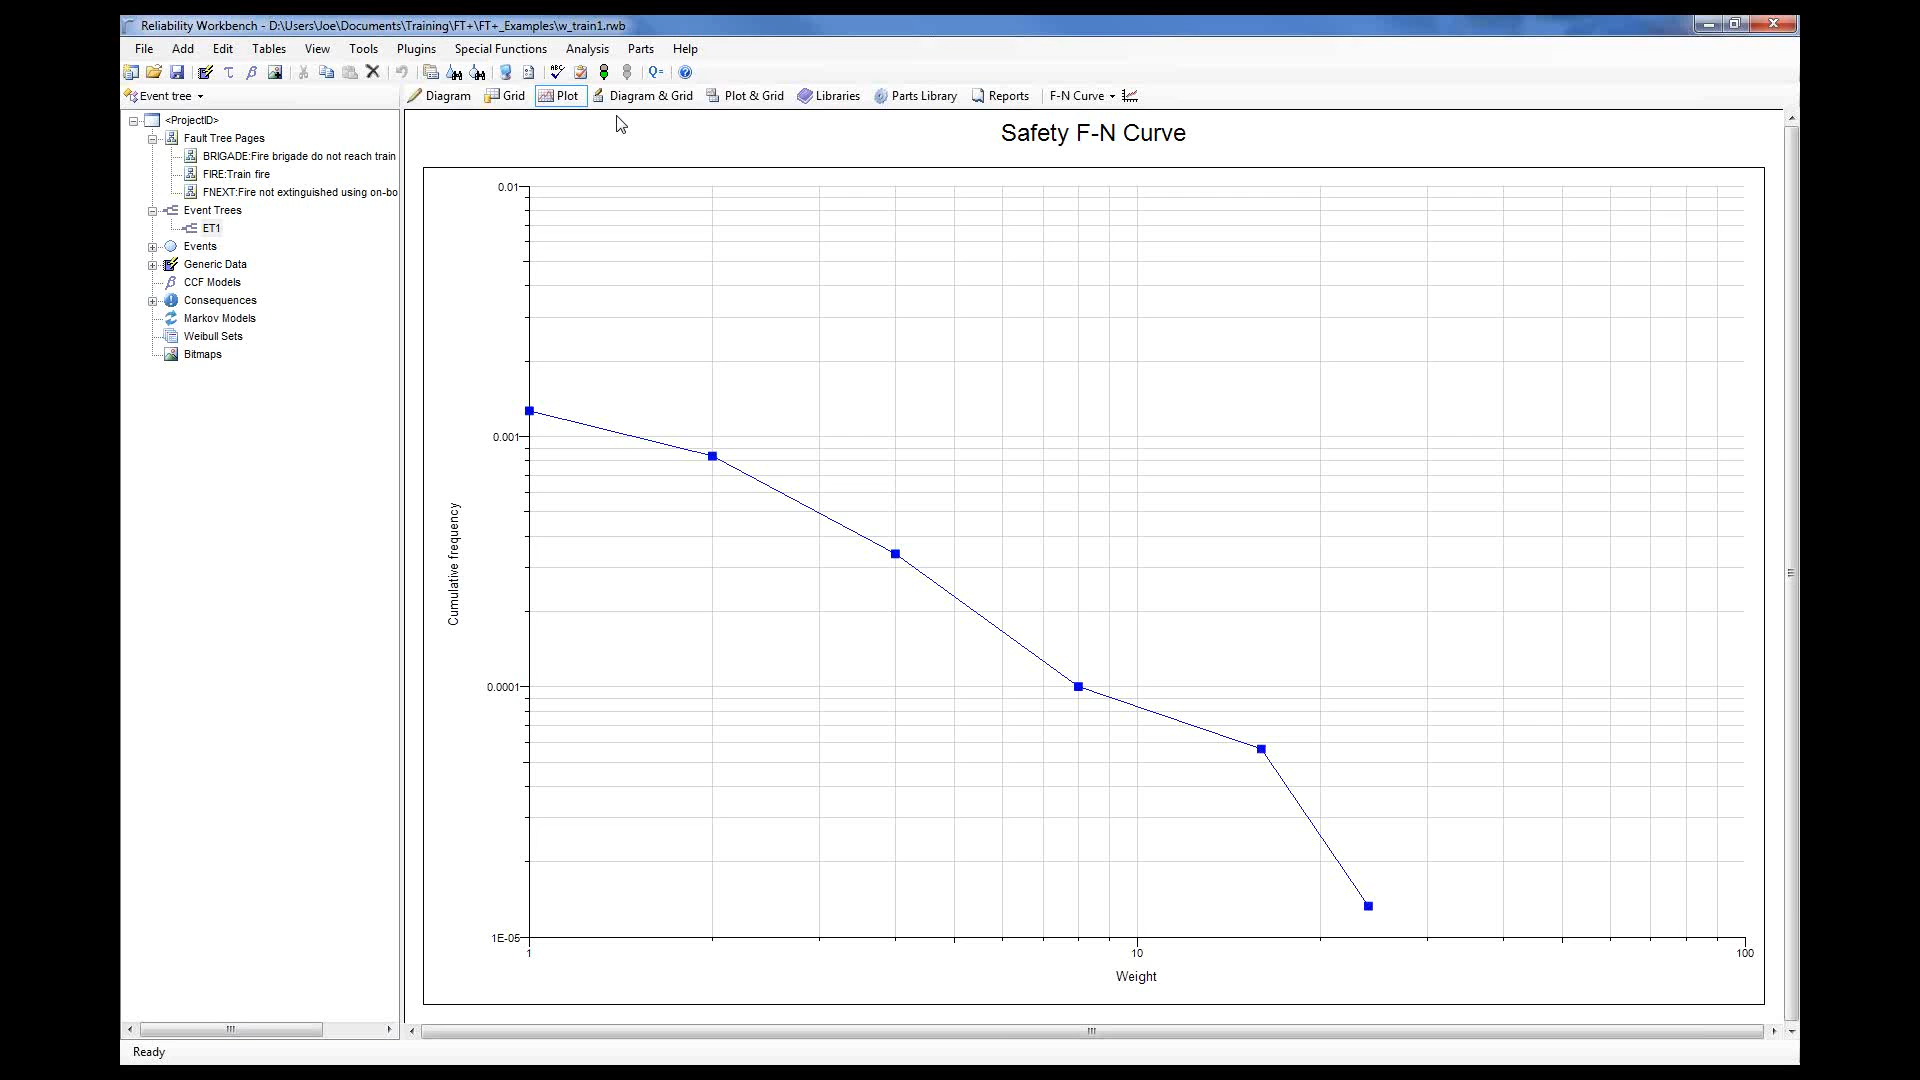 Reliability Workbench - D:\Users\Joe\Documents\Training\FT+\FT+_Examples\w_train1.rwb
File Add Edit Tables View Tools Plugins Special Functions Analysis Parts Help
Event tree
Diagram Grid Plot Diagram & Grid Plot & Grid Libraries Parts Library Reports F-N Curve
<ProjectID>
Fault Tree Pages
BRIGADE:Fire brigade do not reach train
FIRE:Train fire
FNEXT:Fire not extinguished using on-bo
Event Trees
ET1
Events
Generic Data
CCF Models
Consequences
Markov Models
Weibull Sets
Bitmaps
Safety F-N Curve
0.01
0.001
0.0001
1E-05
Cumulative frequency
1 10 100
Weight
Ready